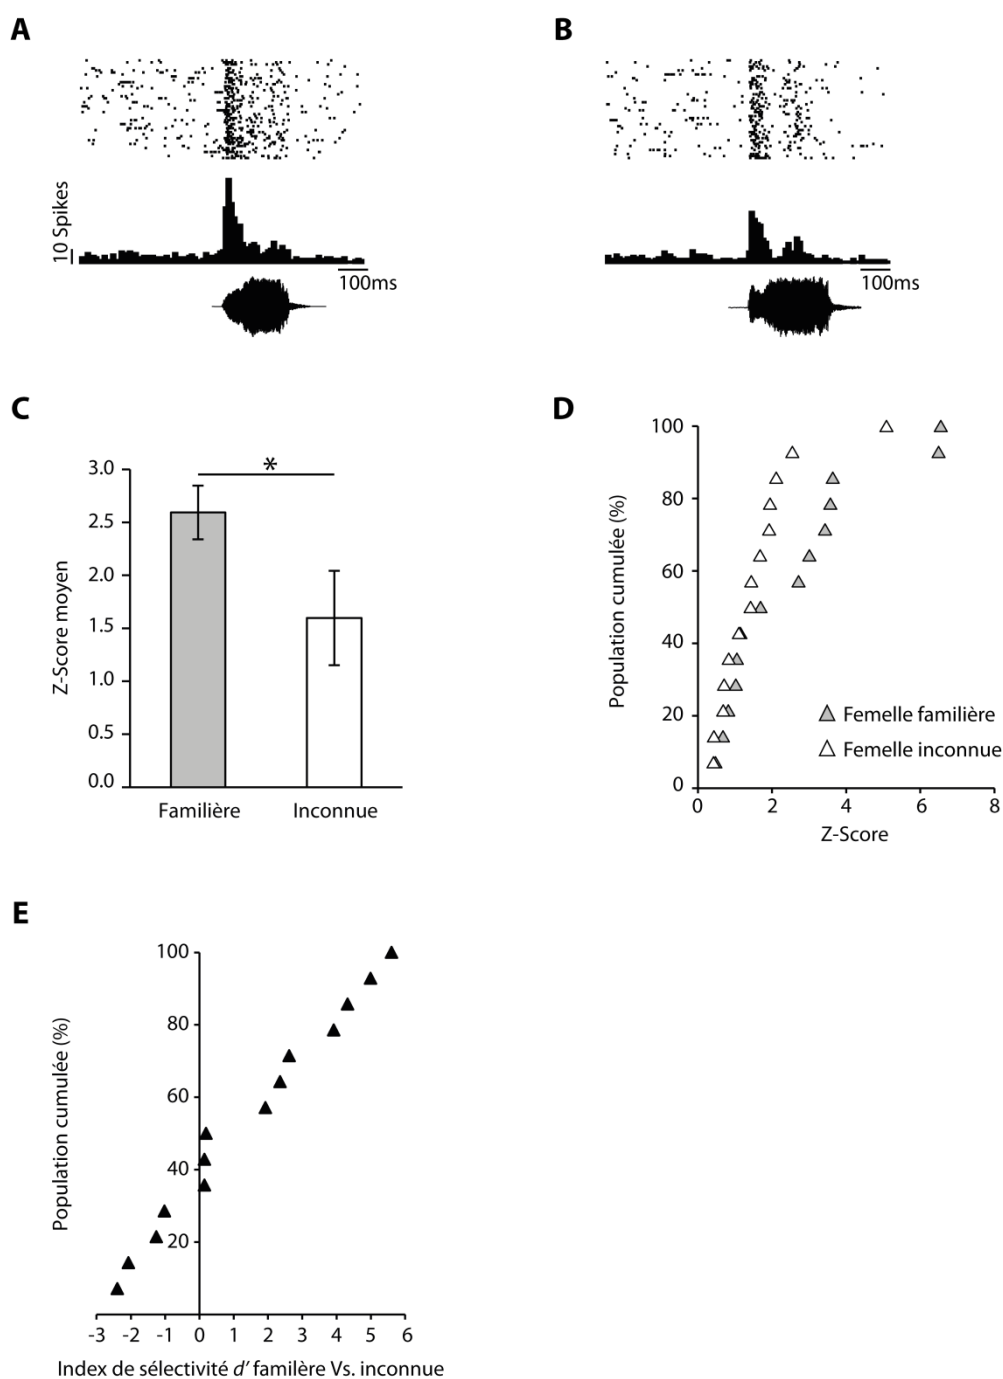 A
B
10 Spikes
100ms
100ms
C
D
3.0
2.5
2.0
1.5
1.0
0.5
0.0
*
Z-Score moyen
Familière
Inconnue
100
80
60
40
20
0
Population cumulée (%)
Femelle familière
Femelle inconnue
0
2
4
6
8
Z-Score
E
100
80
60
40
20
Population cumulée (%)
-3
-2
-1
0
1
2
3
4
5
6
Index de sélectivité d' familère Vs. inconnue